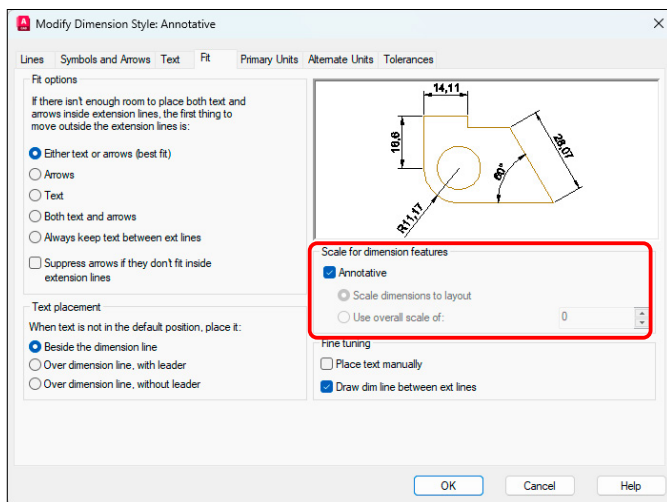 Modify Dimension Style: Annotative
Lines Symbols and Arrows Text Fit Primary Units Alternate Units Tolerances
Fit options
If there isn't enough room to place both text and
arrows inside extension lines, the first thing to
move outside the extension lines is:
Either text or arrows (best fit)
Arrows
Text
Both text and arrows
Always keep text between ext lines
Suppress arrows if they don't fit inside
extension lines
Text placement
When text is not in the default position, place it:
Beside the dimension line
Over dimension line, with leader
Over dimension line, without leader
14,11
16,6
28,07
60°
R11,17
Scale for dimension features
Annotative
Scale dimensions to layout
Use overall scale of: 0
Fine tuning
Place text manually
Draw dim line between ext lines
OK Cancel Help